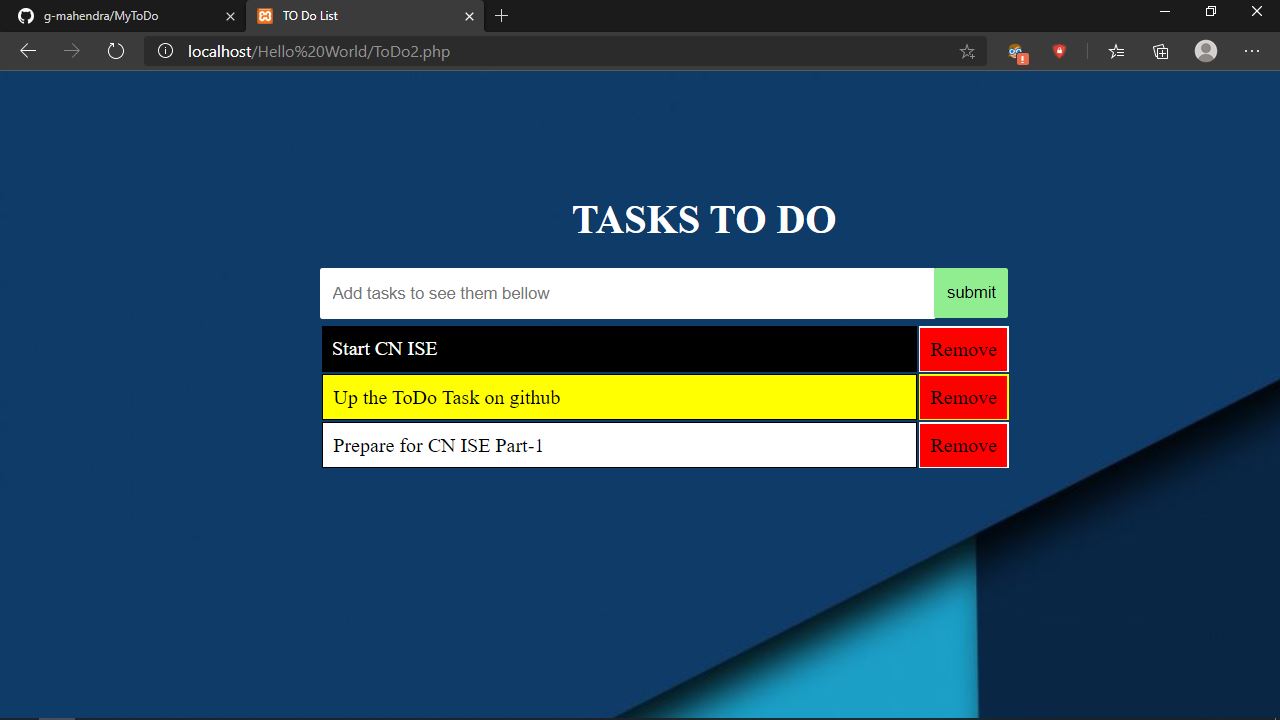 g-mahendra/MyToDo
TO Do List
localhost/Hello%20World/ToDo2.php
TASKS TO DO
Add tasks to see them bellow submit
Start CN ISE Remove
Up the ToDo Task on github Remove
Prepare for CN ISE Part-1 Remove